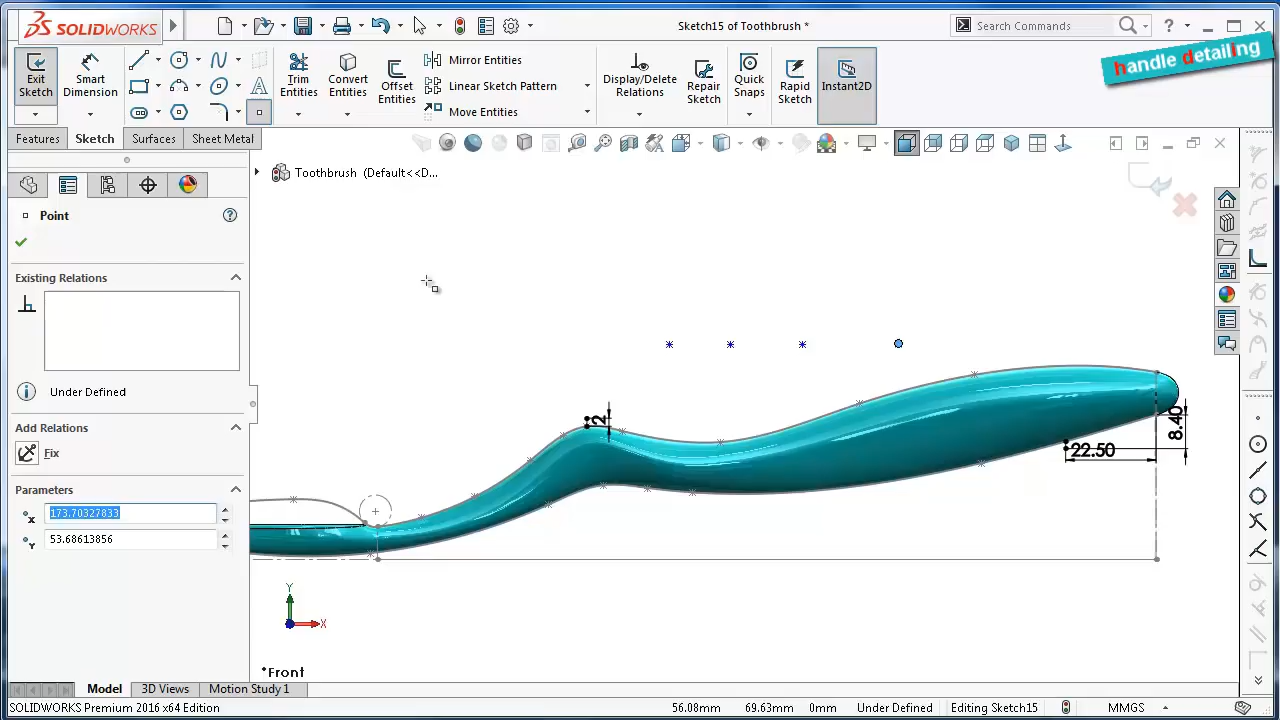 SOLIDWORKS
Sketch15 of Toothbrush *
Search Commands
handle detailing
Exit Sketch
Smart Dimension
Trim Entities
Convert Entities
Offset Entities
Mirror Entities
Linear Sketch Pattern
Move Entities
Display/Delete Relations
Repair Sketch
Quick Snaps
Rapid Sketch
Instant2D
Features
Sketch
Surfaces
Sheet Metal
Toothbrush (Default<<D...
Point
Existing Relations
Under Defined
Add Relations
Fix
Parameters
X
173.70327833
Y
53.68613856
2
22.50
8.40
Y
X
*Front
Model
3D Views
Motion Study 1
SOLIDWORKS Premium 2016 x64 Edition
56.08mm
69.63mm
0mm
Under Defined
Editing Sketch15
MMGS